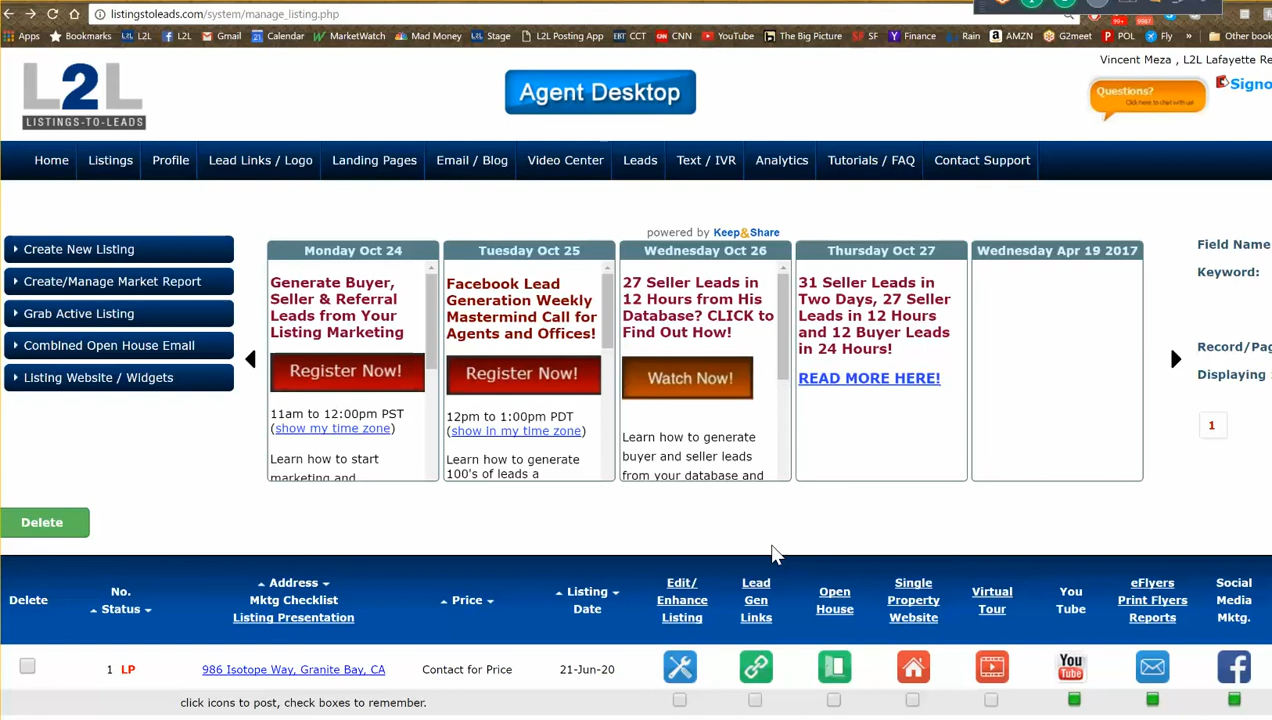 listingstoleads.com/system/manage_listing.php
Apps Bookmarks L2L L2L Gmail Calendar MarketWatch Mad Money Stage L2L Posting App EBT CCT CNN YouTube The Big Picture SF Finance Rain AMZN G2meet POL Fly » Other book
99+ 9987
Vincent Meza , L2L Lafayette Re
L2L
LISTINGS-TO-LEADS
Agent Desktop
Questions?
Click here to chat with us!
Signo
Home Listings Profile Lead Links / Logo Landing Pages Email / Blog Video Center Leads Text / IVR Analytics Tutorials / FAQ Contact Support
Create New Listing
Create/Manage Market Report
Grab Active Listing
CombIned Open House Email
Listing Website / Widgets
powered by Keep&Share
Monday Oct 24
Generate Buyer,
Seller & Referral
Leads from Your
Listing Marketing
Register Now!
11am to 12:00pm PST
(show my time zone)
Learn how to start
marketing and
Tuesday Oct 25
Facebook Lead
Generation Weekly
Mastermind Call for
Agents and Offices!
Register Now!
12pm to 1:00pm PDT
(show in my time zone)
Learn how to generate
100's of leads a
Wednesday Oct 26
27 Seller Leads in
12 Hours from His
Database? CLICK to
Find Out How!
Watch Now!
Learn how to generate
buyer and seller leads
from your database and
Thursday Oct 27
31 Seller Leads in
Two Days, 27 Seller
Leads in 12 Hours
and 12 Buyer Leads
in 24 Hours!
READ MORE HERE!
Wednesday Apr 19 2017
Field Name
Keyword:
Record/Pag
Displaying :
1
Delete
Delete
No.
Status
Address
Mktg Checklist
Listing Presentation
Price
Listing
Date
Edit/
Enhance
Listing
Lead
Gen
Links
Open
House
Single
Property
Website
Virtual
Tour
You
Tube
eFlyers
Print Flyers
Reports
Social
Media
Mktg.
1 LP 986 Isotope Way, Granite Bay, CA Contact for Price 21-Jun-20 You Tube
click icons to post, check boxes to remember.